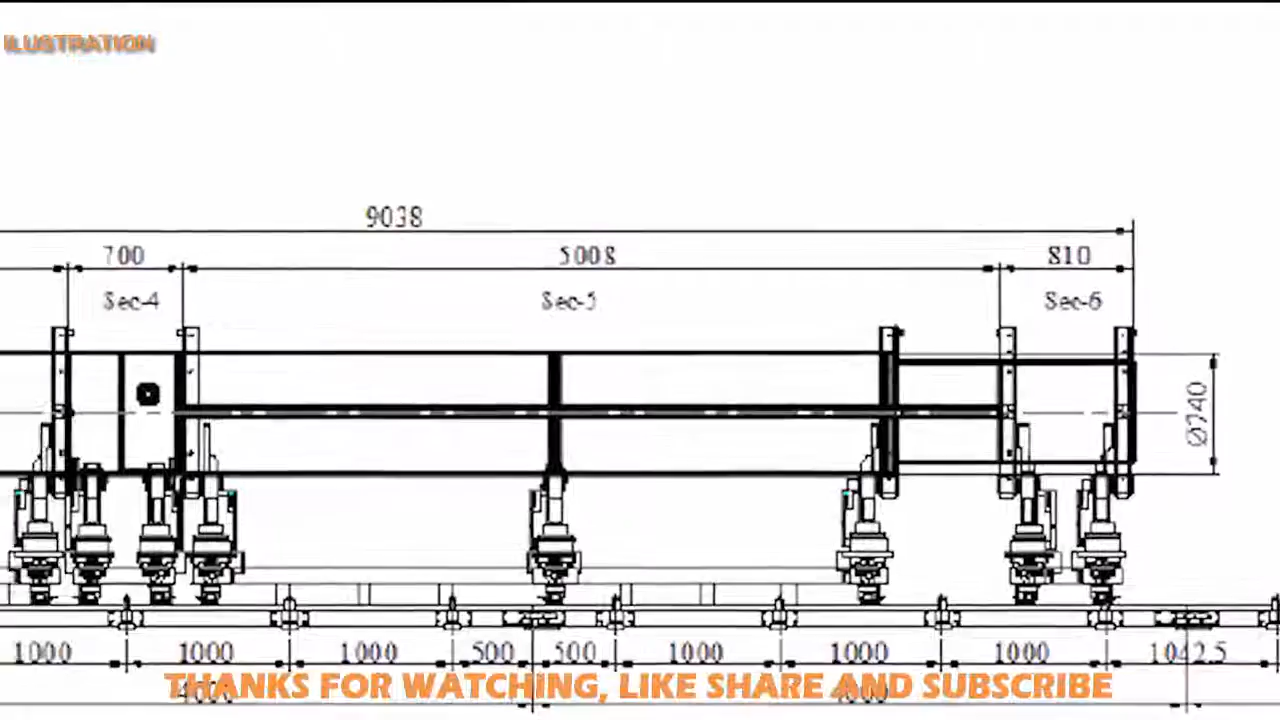 ILUSTRATION
9038
700 5008 810
Sec-4 Sec-5 Sec-6
Ø740
1000 1000 1000 500 500 1000 1000 1000 1042.5
THANKS FOR WATCHING, LIKE SHARE AND SUBSCRIBE